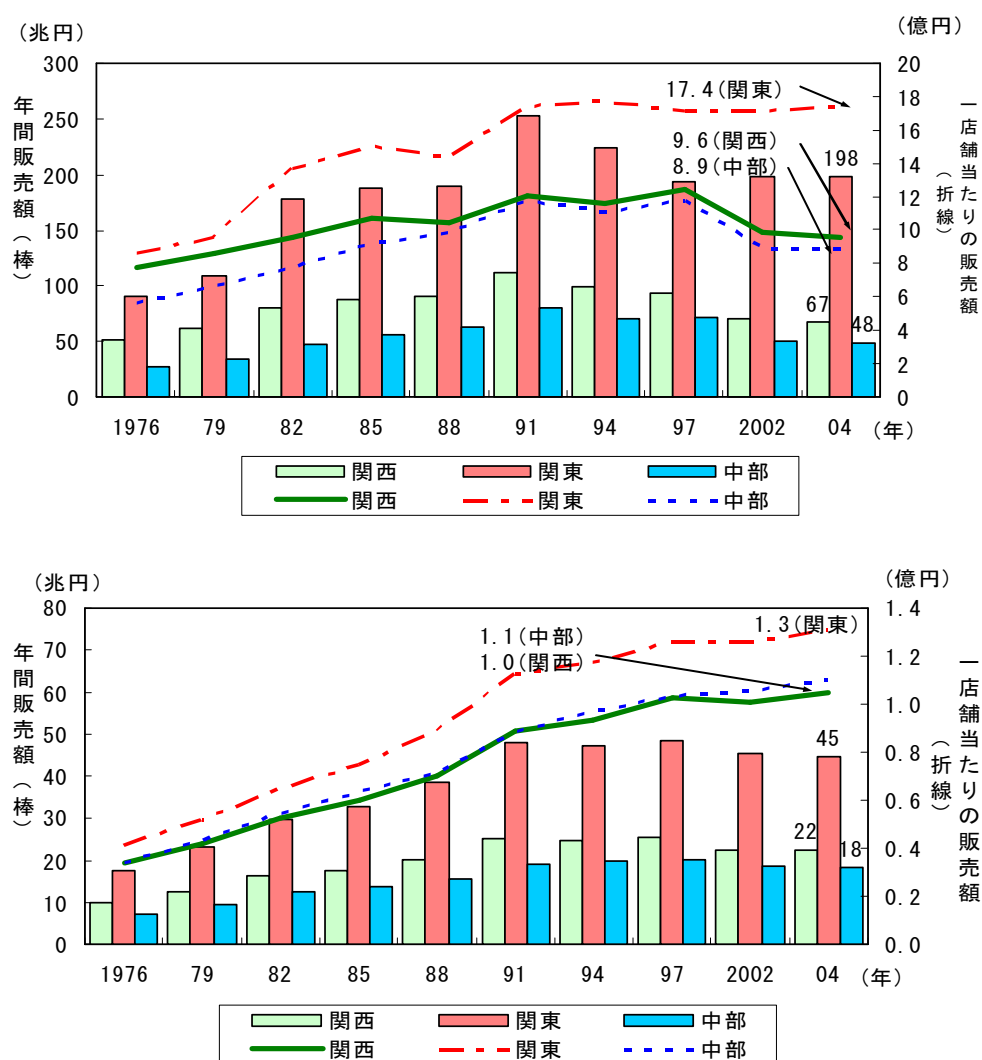 （兆円）
（億円）
年間販売額（棒）
300
250
200
150
100
50
0
20
18
16
14
12
10
8
6
4
2
0
一店舗当たりの販売額（折線）
17.4(関東)
9.6(関西)
8.9(中部)
198
67
48
1976 79 82 85 88 91 94 97 2002 04 (年)
関西 関東 中部
関西 関東 中部
（兆円）
（億円）
年間販売額（棒）
80
70
60
50
40
30
20
10
0
1.4
1.2
1.0
0.8
0.6
0.4
0.2
0.0
一店舗当たりの販売額（折線）
1.3(関東)
1.1(中部)
1.0(関西)
45
22
18
1976 79 82 85 88 91 94 97 2002 04 (年)
関西 関東 中部
関西 関東 中部